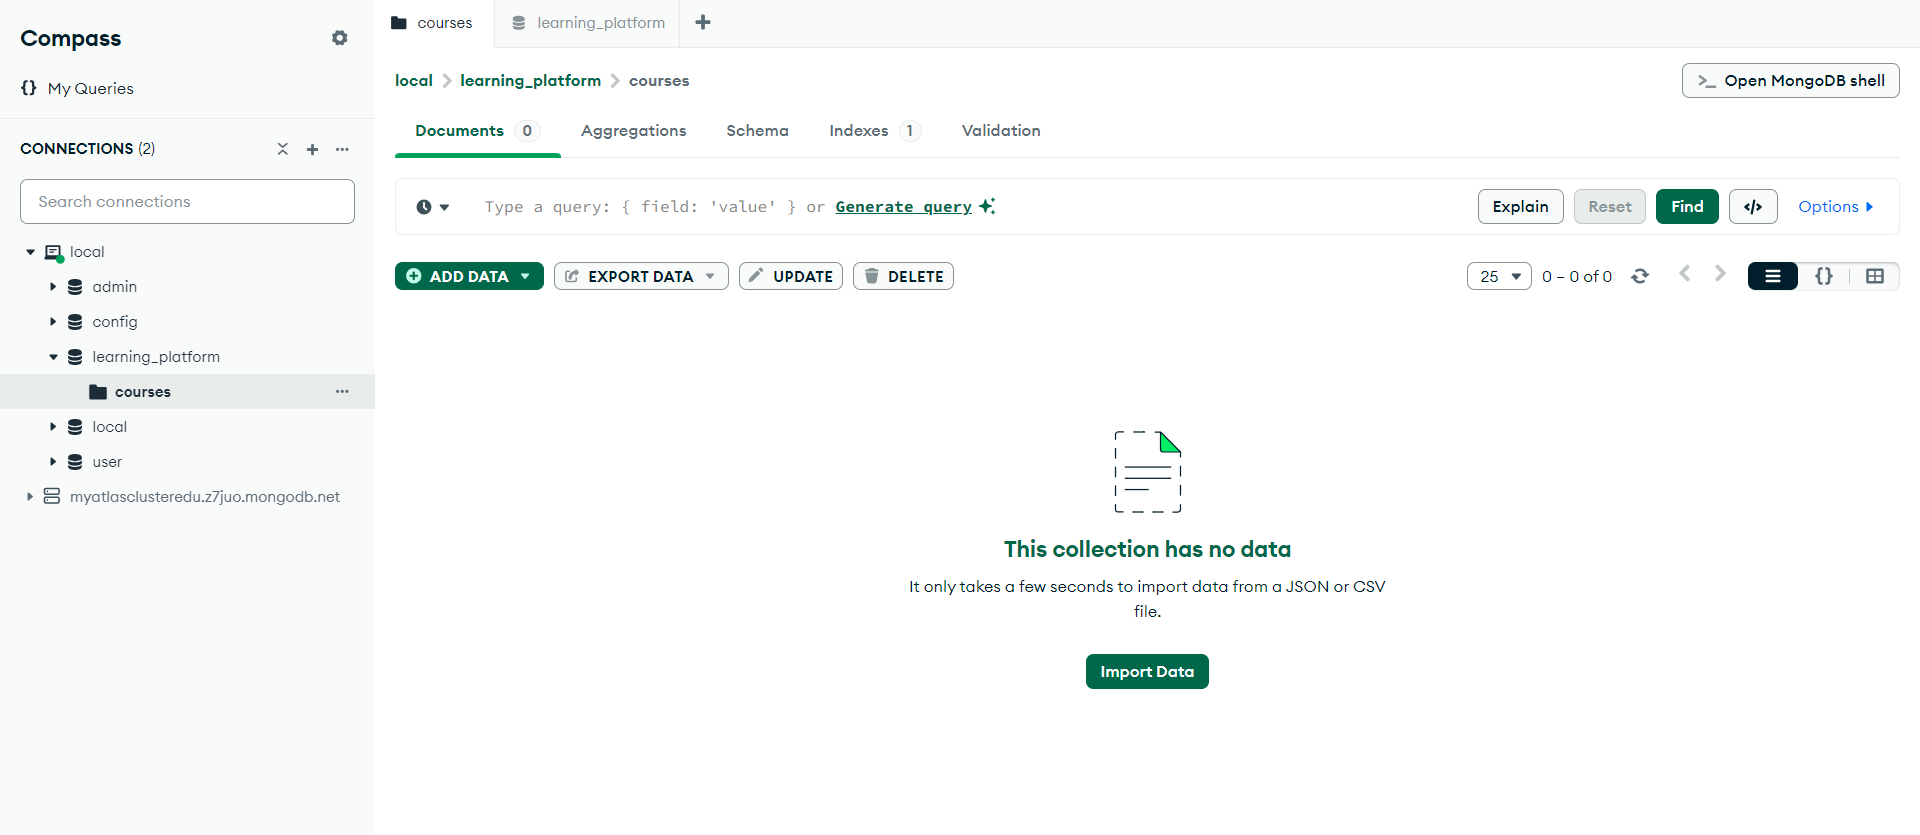 Compass
My Queries
CONNECTIONS (2)
Search connections
local
admin
config
learning_platform
courses
local
user
myatlasclusteredu.z7juo.mongodb.net
courses
learning_platform
local > learning_platform > courses
>_ Open MongoDB shell
Documents 0 Aggregations Schema Indexes 1 Validation
Type a query: { field: 'value' } or Generate query
Explain Reset Find </> Options
ADD DATA EXPORT DATA UPDATE DELETE
25 0 – 0 of 0 {}
This collection has no data
It only takes a few seconds to import data from a JSON or CSV
file.
Import Data